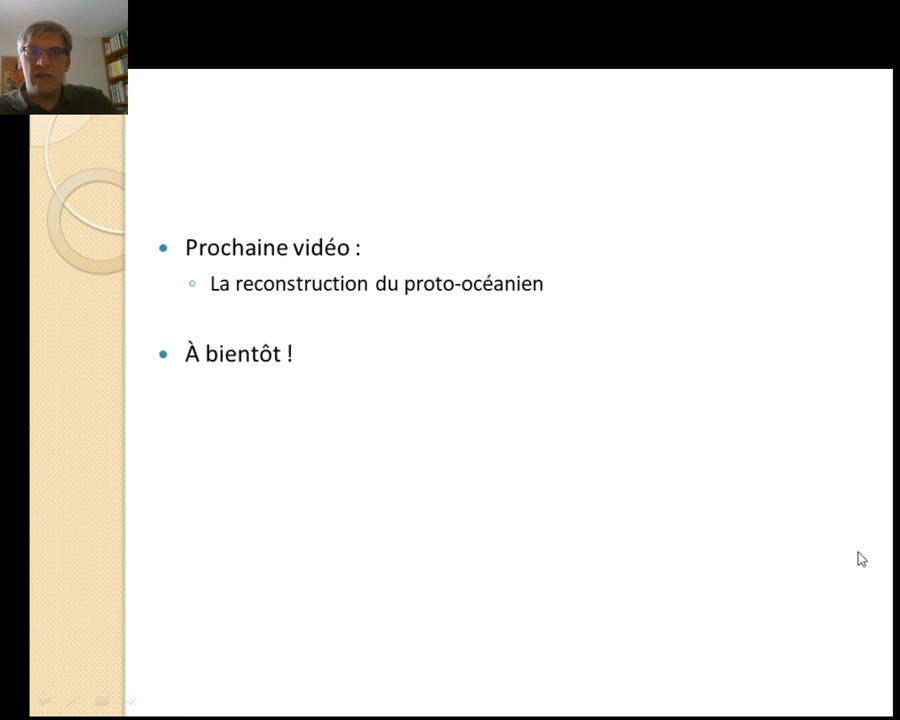 Prochaine vidéo :
La reconstruction du proto-océanien
À bientôt !